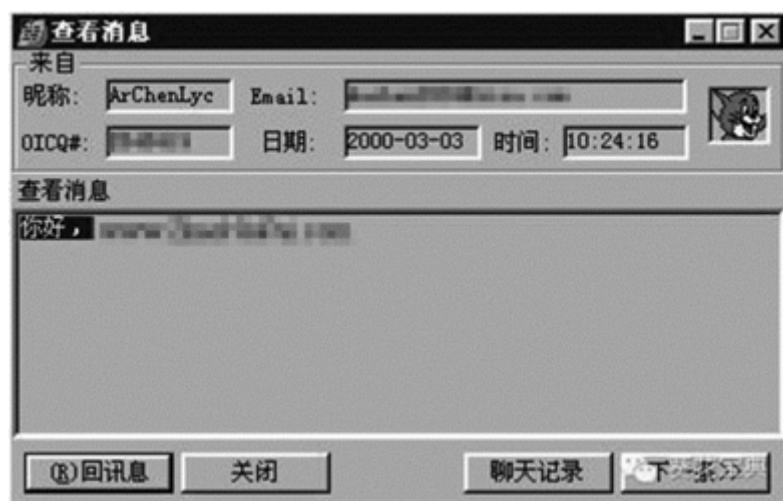 查看消息
来自
昵称: ArChenLyc Email:
OICQ#: 日期: 2000-03-03 时间: 10:24:16
查看消息
你好，
(R)回讯息 关闭 聊天记录 下一条